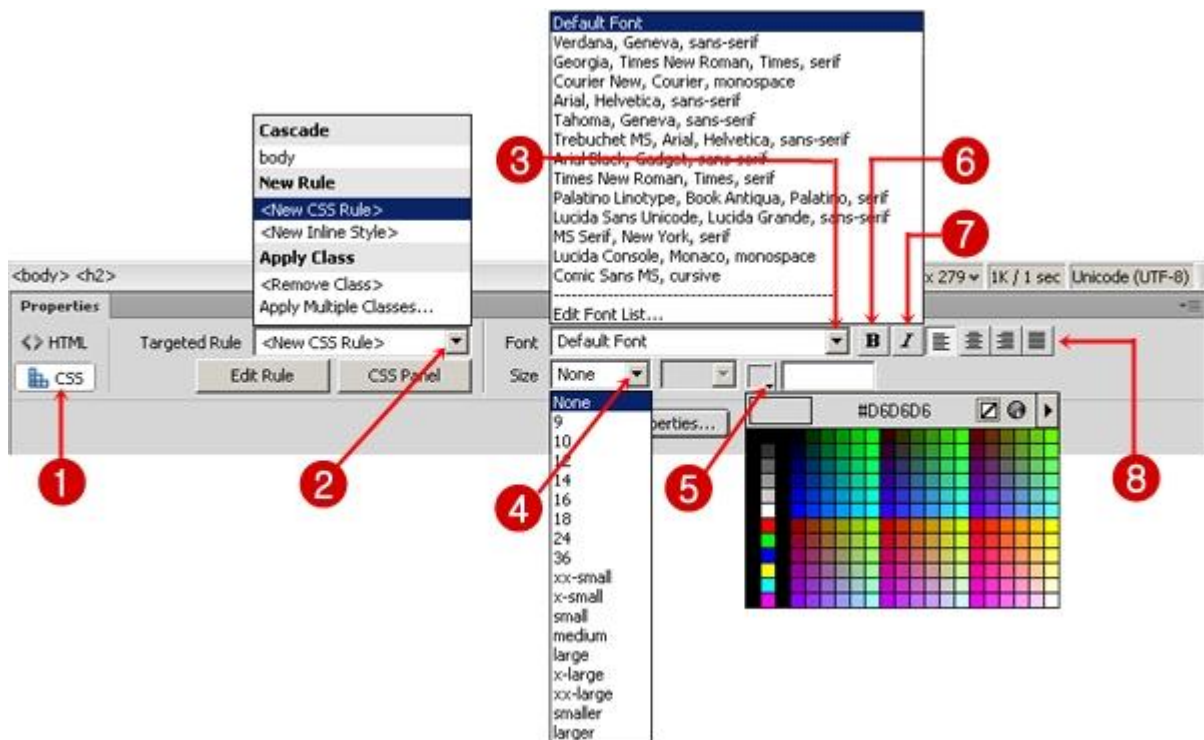 Default Font
Verdana, Geneva, sans-serif
Georgia, Times New Roman, Times, serif
Courier New, Courier, monospace
Arial, Helvetica, sans-serif
Tahoma, Geneva, sans-serif
Trebuchet MS, Arial, Helvetica, sans-serif
Arial Black, Gadget, sans-serif
Times New Roman, Times, serif
Palatino Linotype, Book Antiqua, Palatino, serif
Lucida Sans Unicode, Lucida Grande, sans-serif
MS Serif, New York, serif
Lucida Console, Monaco, monospace
Comic Sans MS, cursive
Edit Font List...
Cascade
body
New Rule
<New CSS Rule>
<New Inline Style>
Apply Class
<Remove Class>
Apply Multiple Classes...
3
6
7
<body> <h2>
x 279 1K / 1 sec Unicode (UTF-8)
Properties
<> HTML Targeted Rule <New CSS Rule> Font Default Font B I
CSS Edit Rule CSS Panel Size None
perties...
#D6D6D6
None
9
10
12
14
16
18
24
36
xx-small
x-small
small
medium
large
x-large
xx-large
smaller
larger
1
2
4
5
8